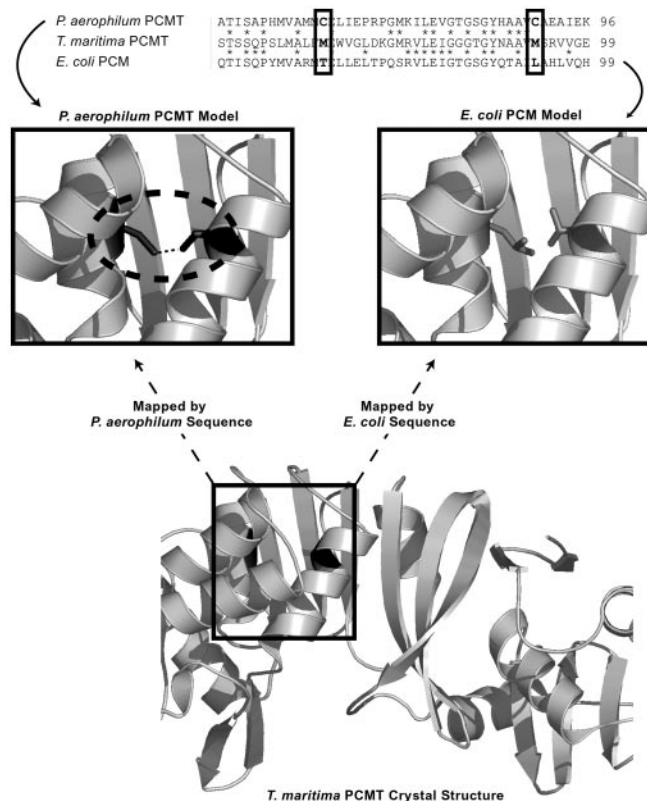 P. aerophilum PCMT ATISAPHMVAMMCELIEPRPGMKILEVGTGSGYHAAVCAEAIEK 96
T. maritima PCMT STSSQPSLMALFMEWVGLDKGMRVLEIGGGTGYNAAVMSRVVGE 99
E. coli PCM QTISQPYMVARMTELLELTPQSRVLEIGTGSGYQTAILAHLVQH 99
P. aerophilum PCMT Model
E. coli PCM Model
Mapped by
P. aerophilum Sequence
Mapped by
E. coli Sequence
T. maritima PCMT Crystal Structure